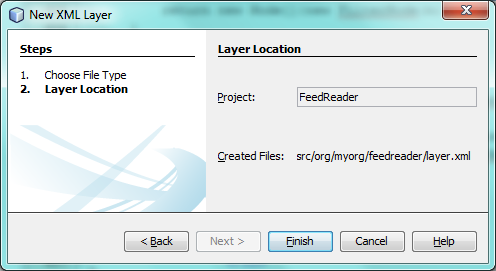 New XML Layer
Steps
1. Choose File Type
2. Layer Location
Layer Location
Project: FeedReader
Created Files: src/org/myorg/feedreader/layer.xml
< Back Next > Finish Cancel Help